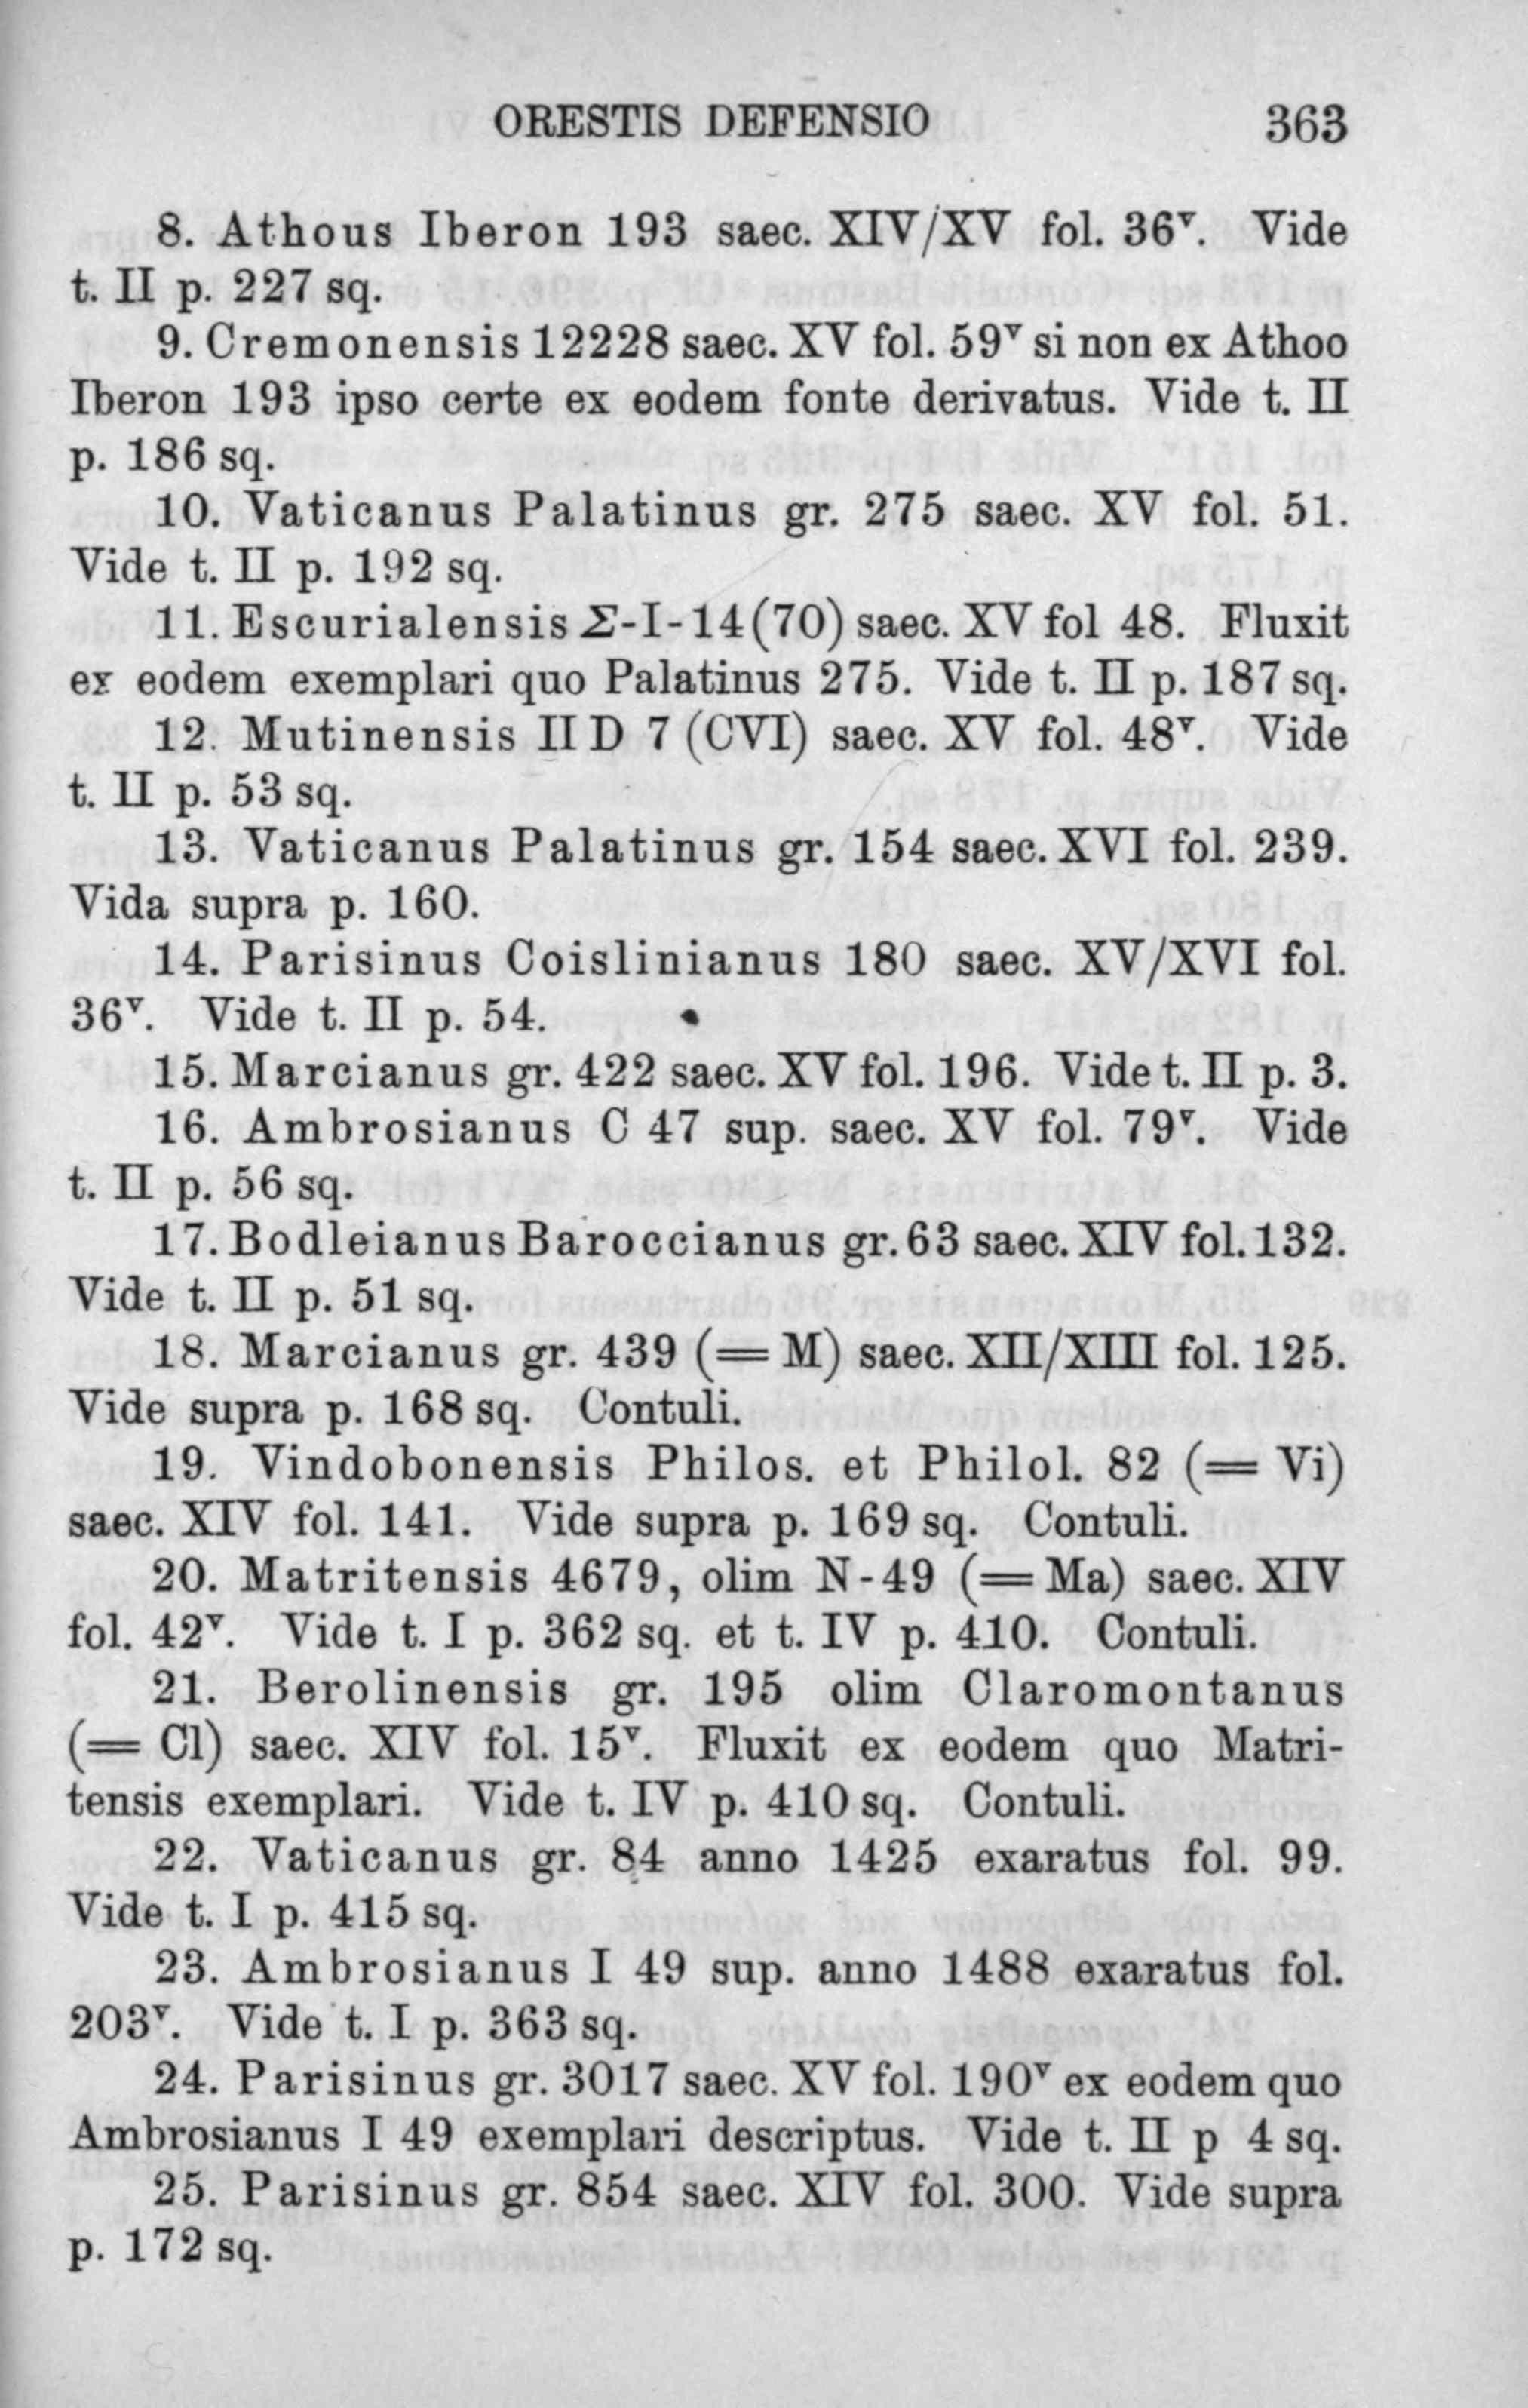 ORESTIS DEFENSIO 363
8. Athous Iberon 193 saec. XIV/XV fol. 36ᵛ. Vide
t. II p. 227 sq.
9. Cremonensis 12228 saec. XV fol. 59ᵛ si non ex Athoo
Iberon 193 ipso certe ex eodem fonte derivatus. Vide t. II
p. 186 sq.
10. Vaticanus Palatinus gr. 275 saec. XV fol. 51.
Vide t. II p. 192 sq.
11. Escurialensis Σ-I-14(70) saec. XV fol 48. Fluxit
ex eodem exemplari quo Palatinus 275. Vide t. II p. 187 sq.
12. Mutinensis II D 7 (CVI) saec. XV fol. 48ᵛ. Vide
t. II p. 53 sq.
13. Vaticanus Palatinus gr. 154 saec. XVI fol. 239.
Vida supra p. 160.
14. Parisinus Coislinianus 180 saec. XV/XVI fol.
36ᵛ. Vide t. II p. 54.
15. Marcianus gr. 422 saec. XV fol. 196. Vide t. II p. 3.
16. Ambrosianus C 47 sup. saec. XV fol. 79ᵛ. Vide
t. II p. 56 sq.
17. Bodleianus Baroccianus gr. 63 saec. XIV fol. 132.
Vide t. II p. 51 sq.
18. Marcianus gr. 439 (= M) saec. XII/XIII fol. 125.
Vide supra p. 168 sq. Contuli.
19. Vindobonensis Philos. et Philol. 82 (= Vi)
saec. XIV fol. 141. Vide supra p. 169 sq. Contuli.
20. Matritensis 4679, olim N-49 (= Ma) saec. XIV
fol. 42ᵛ. Vide t. I p. 362 sq. et t. IV p. 410. Contuli.
21. Berolinensis gr. 195 olim Claromontanus
(= Cl) saec. XIV fol. 15ᵛ. Fluxit ex eodem quo Matri-
tensis exemplari. Vide t. IV p. 410 sq. Contuli.
22. Vaticanus gr. 84 anno 1425 exaratus fol. 99.
Vide t. I p. 415 sq.
23. Ambrosianus I 49 sup. anno 1488 exaratus fol.
203ᵛ. Vide t. I p. 363 sq.
24. Parisinus gr. 3017 saec. XV fol. 190ᵛ ex eodem quo
Ambrosianus I 49 exemplari descriptus. Vide t. II p 4 sq.
25. Parisinus gr. 854 saec. XIV fol. 300. Vide supra
p. 172 sq.